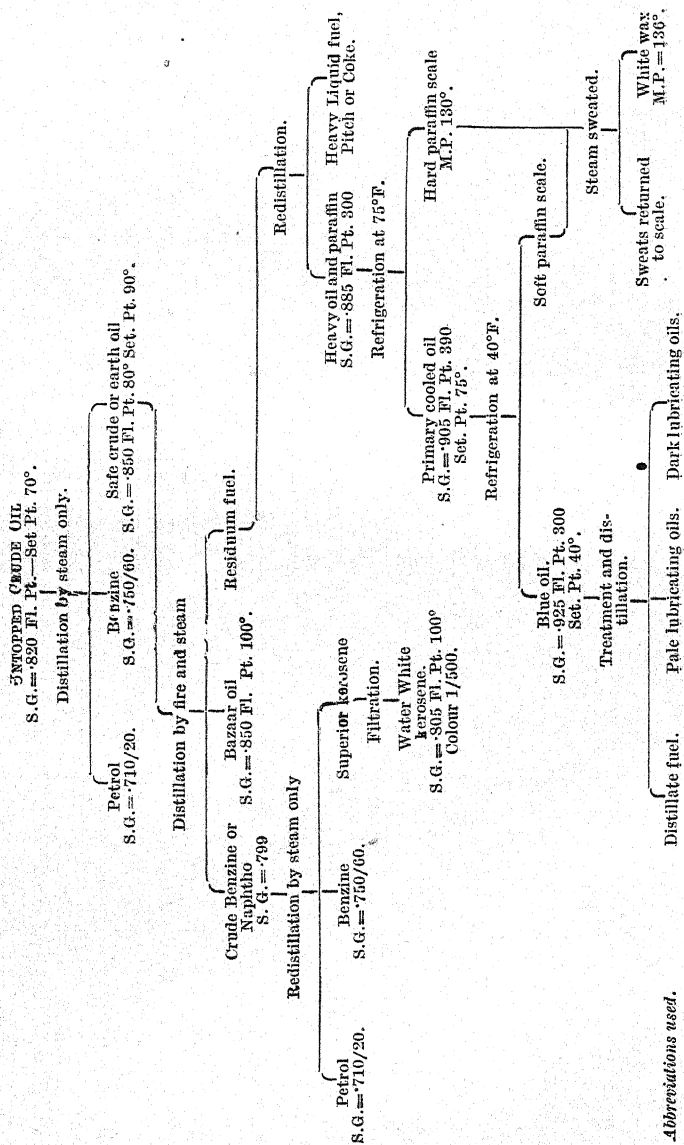 UNTOPPED CRUDE OIL
S.G.=·820 Fl. Pt.—Set Pt. 70°.
Distillation by steam only.
Petrol
S.G.=·710/20.
Benzine
S.G.=·750/60.
Safe crude or earth oil
S.G.=·850 Fl. Pt. 80° Set. Pt. 90°.
Distillation by fire and steam
Crude Benzine or
Naphtho
S. G.=·799
Bazaar oil
S.G.=·850 Fl. Pt. 100°.
Residuum fuel.
Redistillation by steam only
Redistillation.
Petrol
S.G.=·710/20.
Benzine
S.G.=·750/60.
Superior kerosene
Filtration.
Water White
kerosene.
S.G.=·805 Fl. Pt. 100°
Colour 1/500.
Heavy oil and paraffin
S.G.=·885 Fl. Pt. 300
Heavy Liquid fuel,
Pitch or Coke.
Refrigeration at 75°F.
Primary cooled oil
S.G.=·905 Fl. Pt. 390
Set. Pt. 75°.
Hard paraffin scale
M.P. 130°.
Refrigeration at 40°F.
Blue oil.
S.G.=·925 Fl. Pt. 300
Set. Pt. 40°.
Soft paraffin scale.
Treatment and dis-
tillation.
Steam sweated.
Distillate fuel.
Pale lubricating oils.
Dark lubricating oils.
Sweats returned
to scale.
White wax
M.P.=136°.
Abbreviations used.